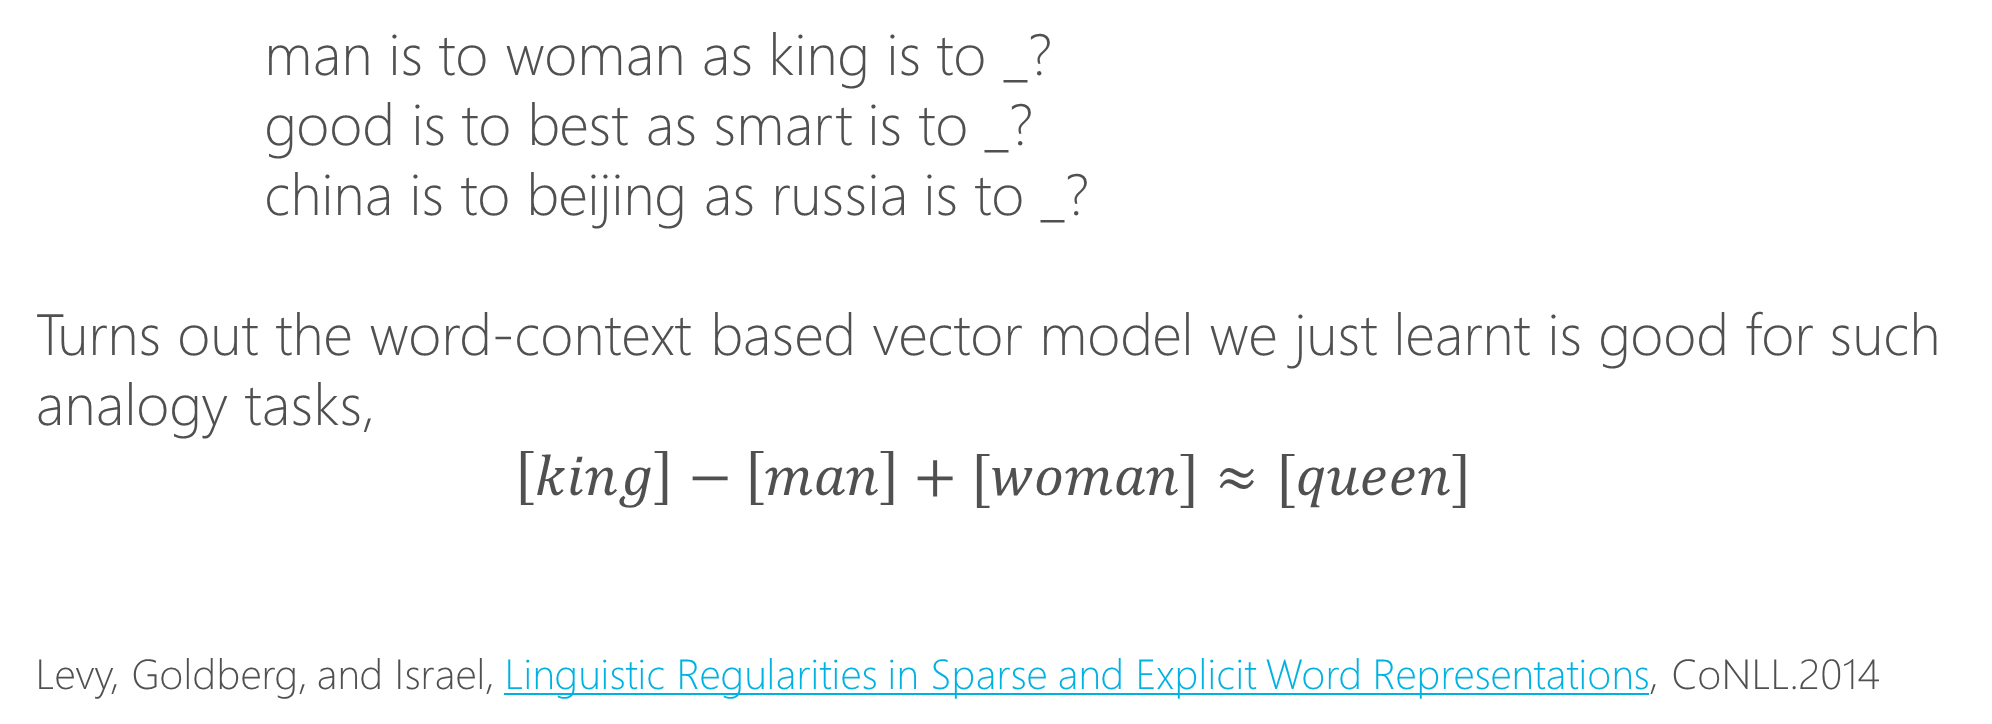 man is to woman as king is to _?
good is to best as smart is to _?
china is to beijing as russia is to _?
Turns out the word-context based vector model we just learnt is good for such
analogy tasks,
[king] − [man] + [woman] ≈ [queen]
Levy, Goldberg, and Israel, Linguistic Regularities in Sparse and Explicit Word Representations, CoNLL.2014